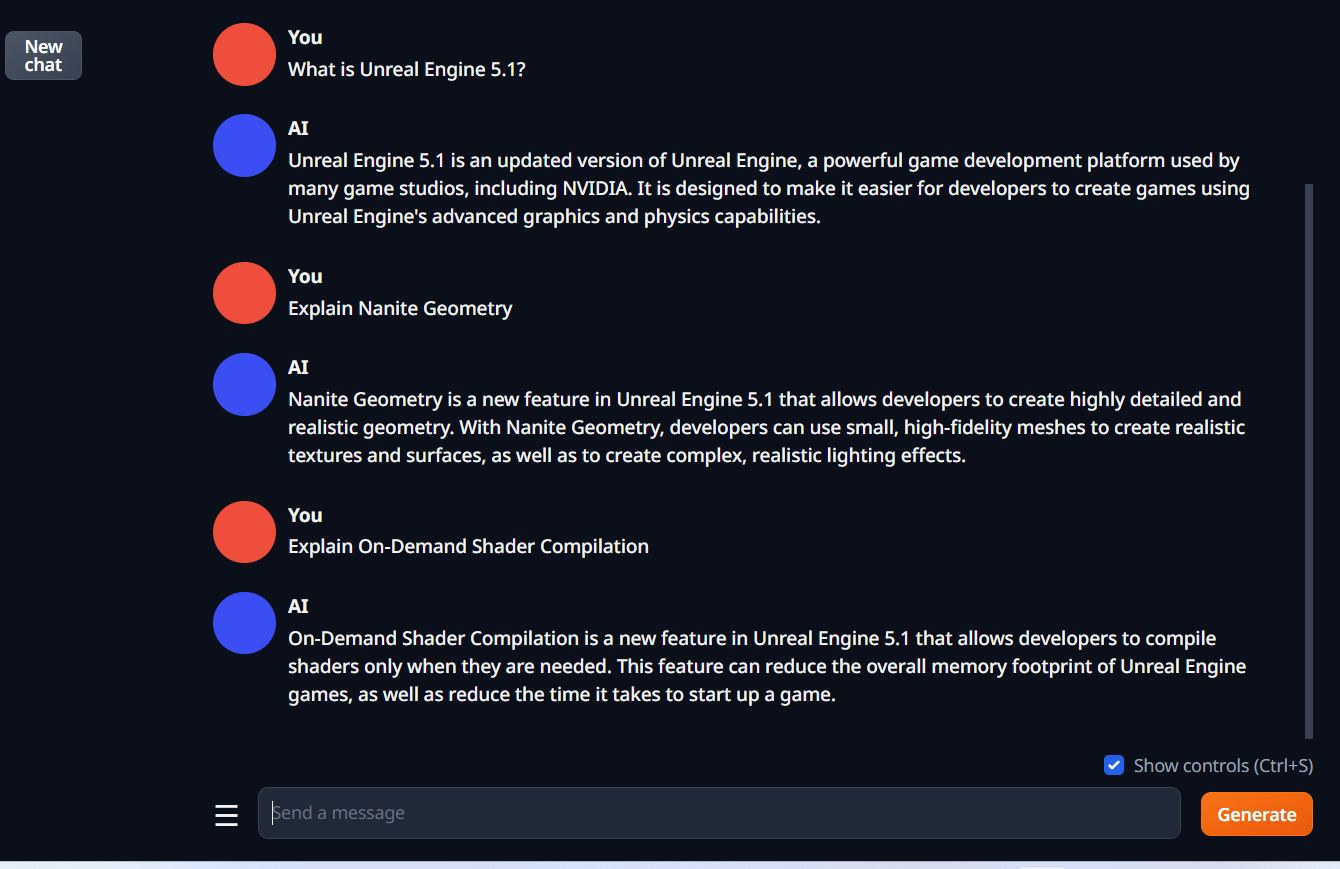 New
chat
You
What is Unreal Engine 5.1?
AI
Unreal Engine 5.1 is an updated version of Unreal Engine, a powerful game development platform used by
many game studios, including NVIDIA. It is designed to make it easier for developers to create games using
Unreal Engine's advanced graphics and physics capabilities.
You
Explain Nanite Geometry
AI
Nanite Geometry is a new feature in Unreal Engine 5.1 that allows developers to create highly detailed and
realistic geometry. With Nanite Geometry, developers can use small, high-fidelity meshes to create realistic
textures and surfaces, as well as to create complex, realistic lighting effects.
You
Explain On-Demand Shader Compilation
AI
On-Demand Shader Compilation is a new feature in Unreal Engine 5.1 that allows developers to compile
shaders only when they are needed. This feature can reduce the overall memory footprint of Unreal Engine
games, as well as reduce the time it takes to start up a game.
Show controls (Ctrl+S)
Send a message
Generate